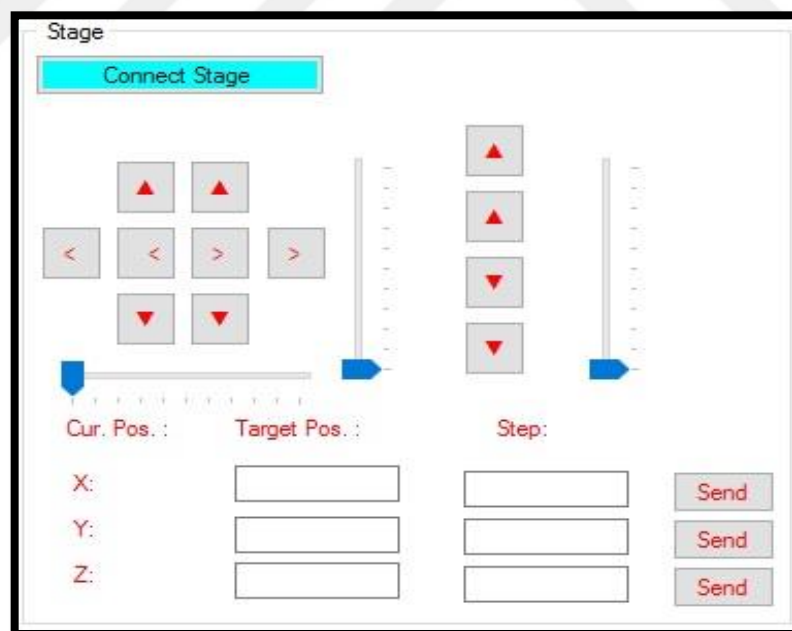 Stage
Connect Stage
▲ ▲ ▲
▲
< < > >
▼ ▼ ▼
▼
Cur. Pos. : Target Pos. : Step:
X: Send
Y: Send
Z: Send